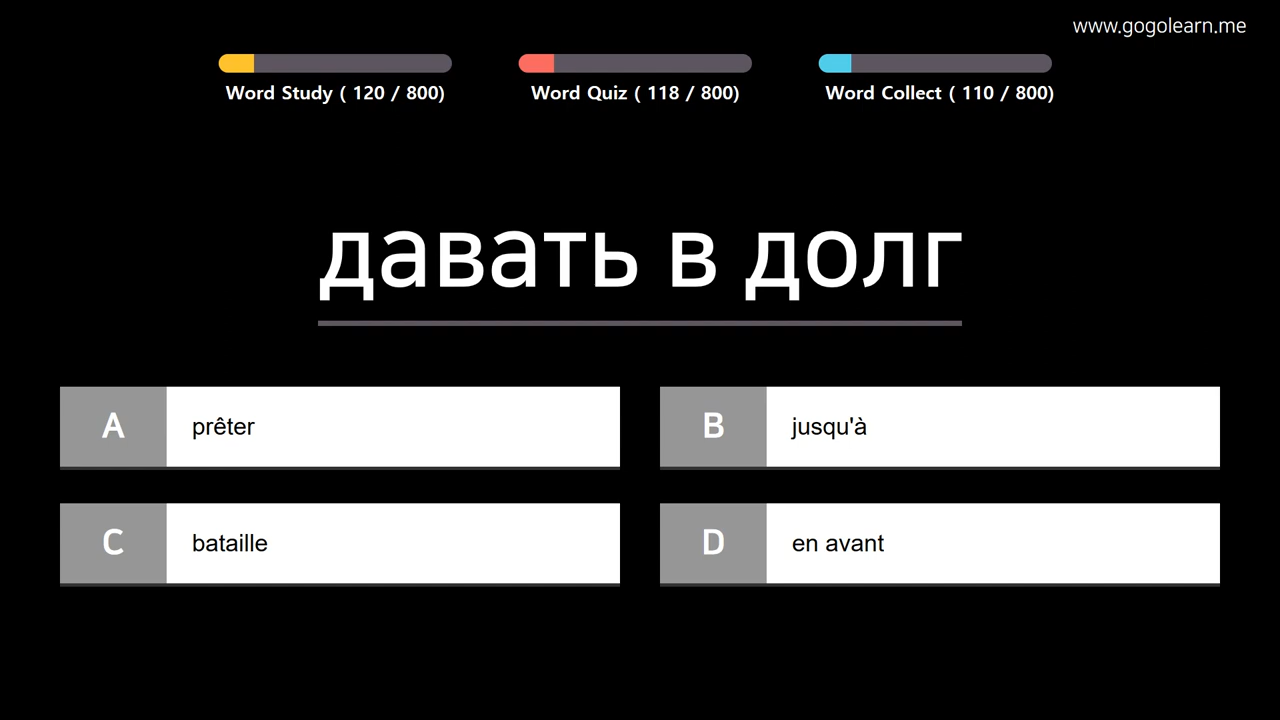 www.gogolearn.me
Word Study ( 120 / 800)
Word Quiz ( 118 / 800)
Word Collect ( 110 / 800)
давать в долг
A prêter
B jusqu'à
C bataille
D en avant